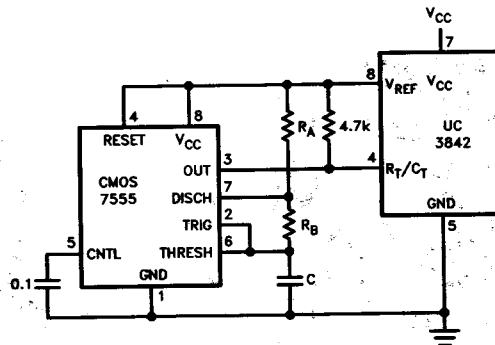 VCC
7
4
8
RESET
VCC
OUT
3
CMOS
7555
DISCH
7
TRIG
2
5
CNTL
THRESH
6
GND
1
0.1
RA
4.7k
RB
C
8
VREF
VCC
UC
3842
4
RT/CT
GND
5